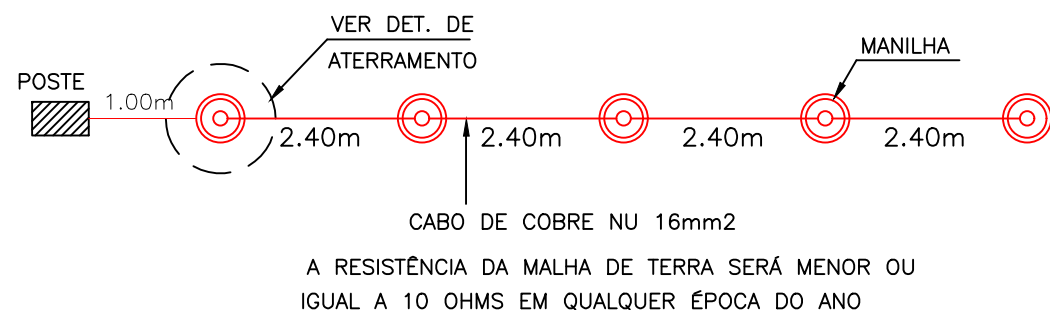 VER DET. DE
ATERRAMENTO
MANILHA
POSTE
1.00m
2.40m
2.40m
2.40m
2.40m
CABO DE COBRE NU 16mm2
A RESISTÊNCIA DA MALHA DE TERRA SERÁ MENOR OU
IGUAL A 10 OHMS EM QUALQUER ÉPOCA DO ANO